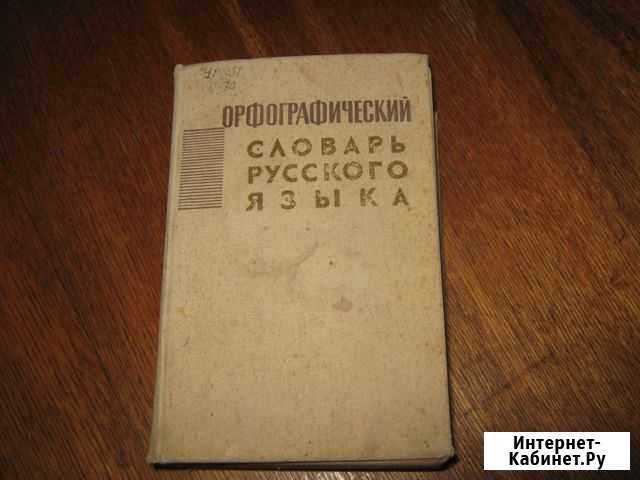 ОРФОГРАФИЧЕСКИЙ
СЛОВАРЬ
РУССКОГО
ЯЗЫКА
Интернет-
Кабинет.Ру